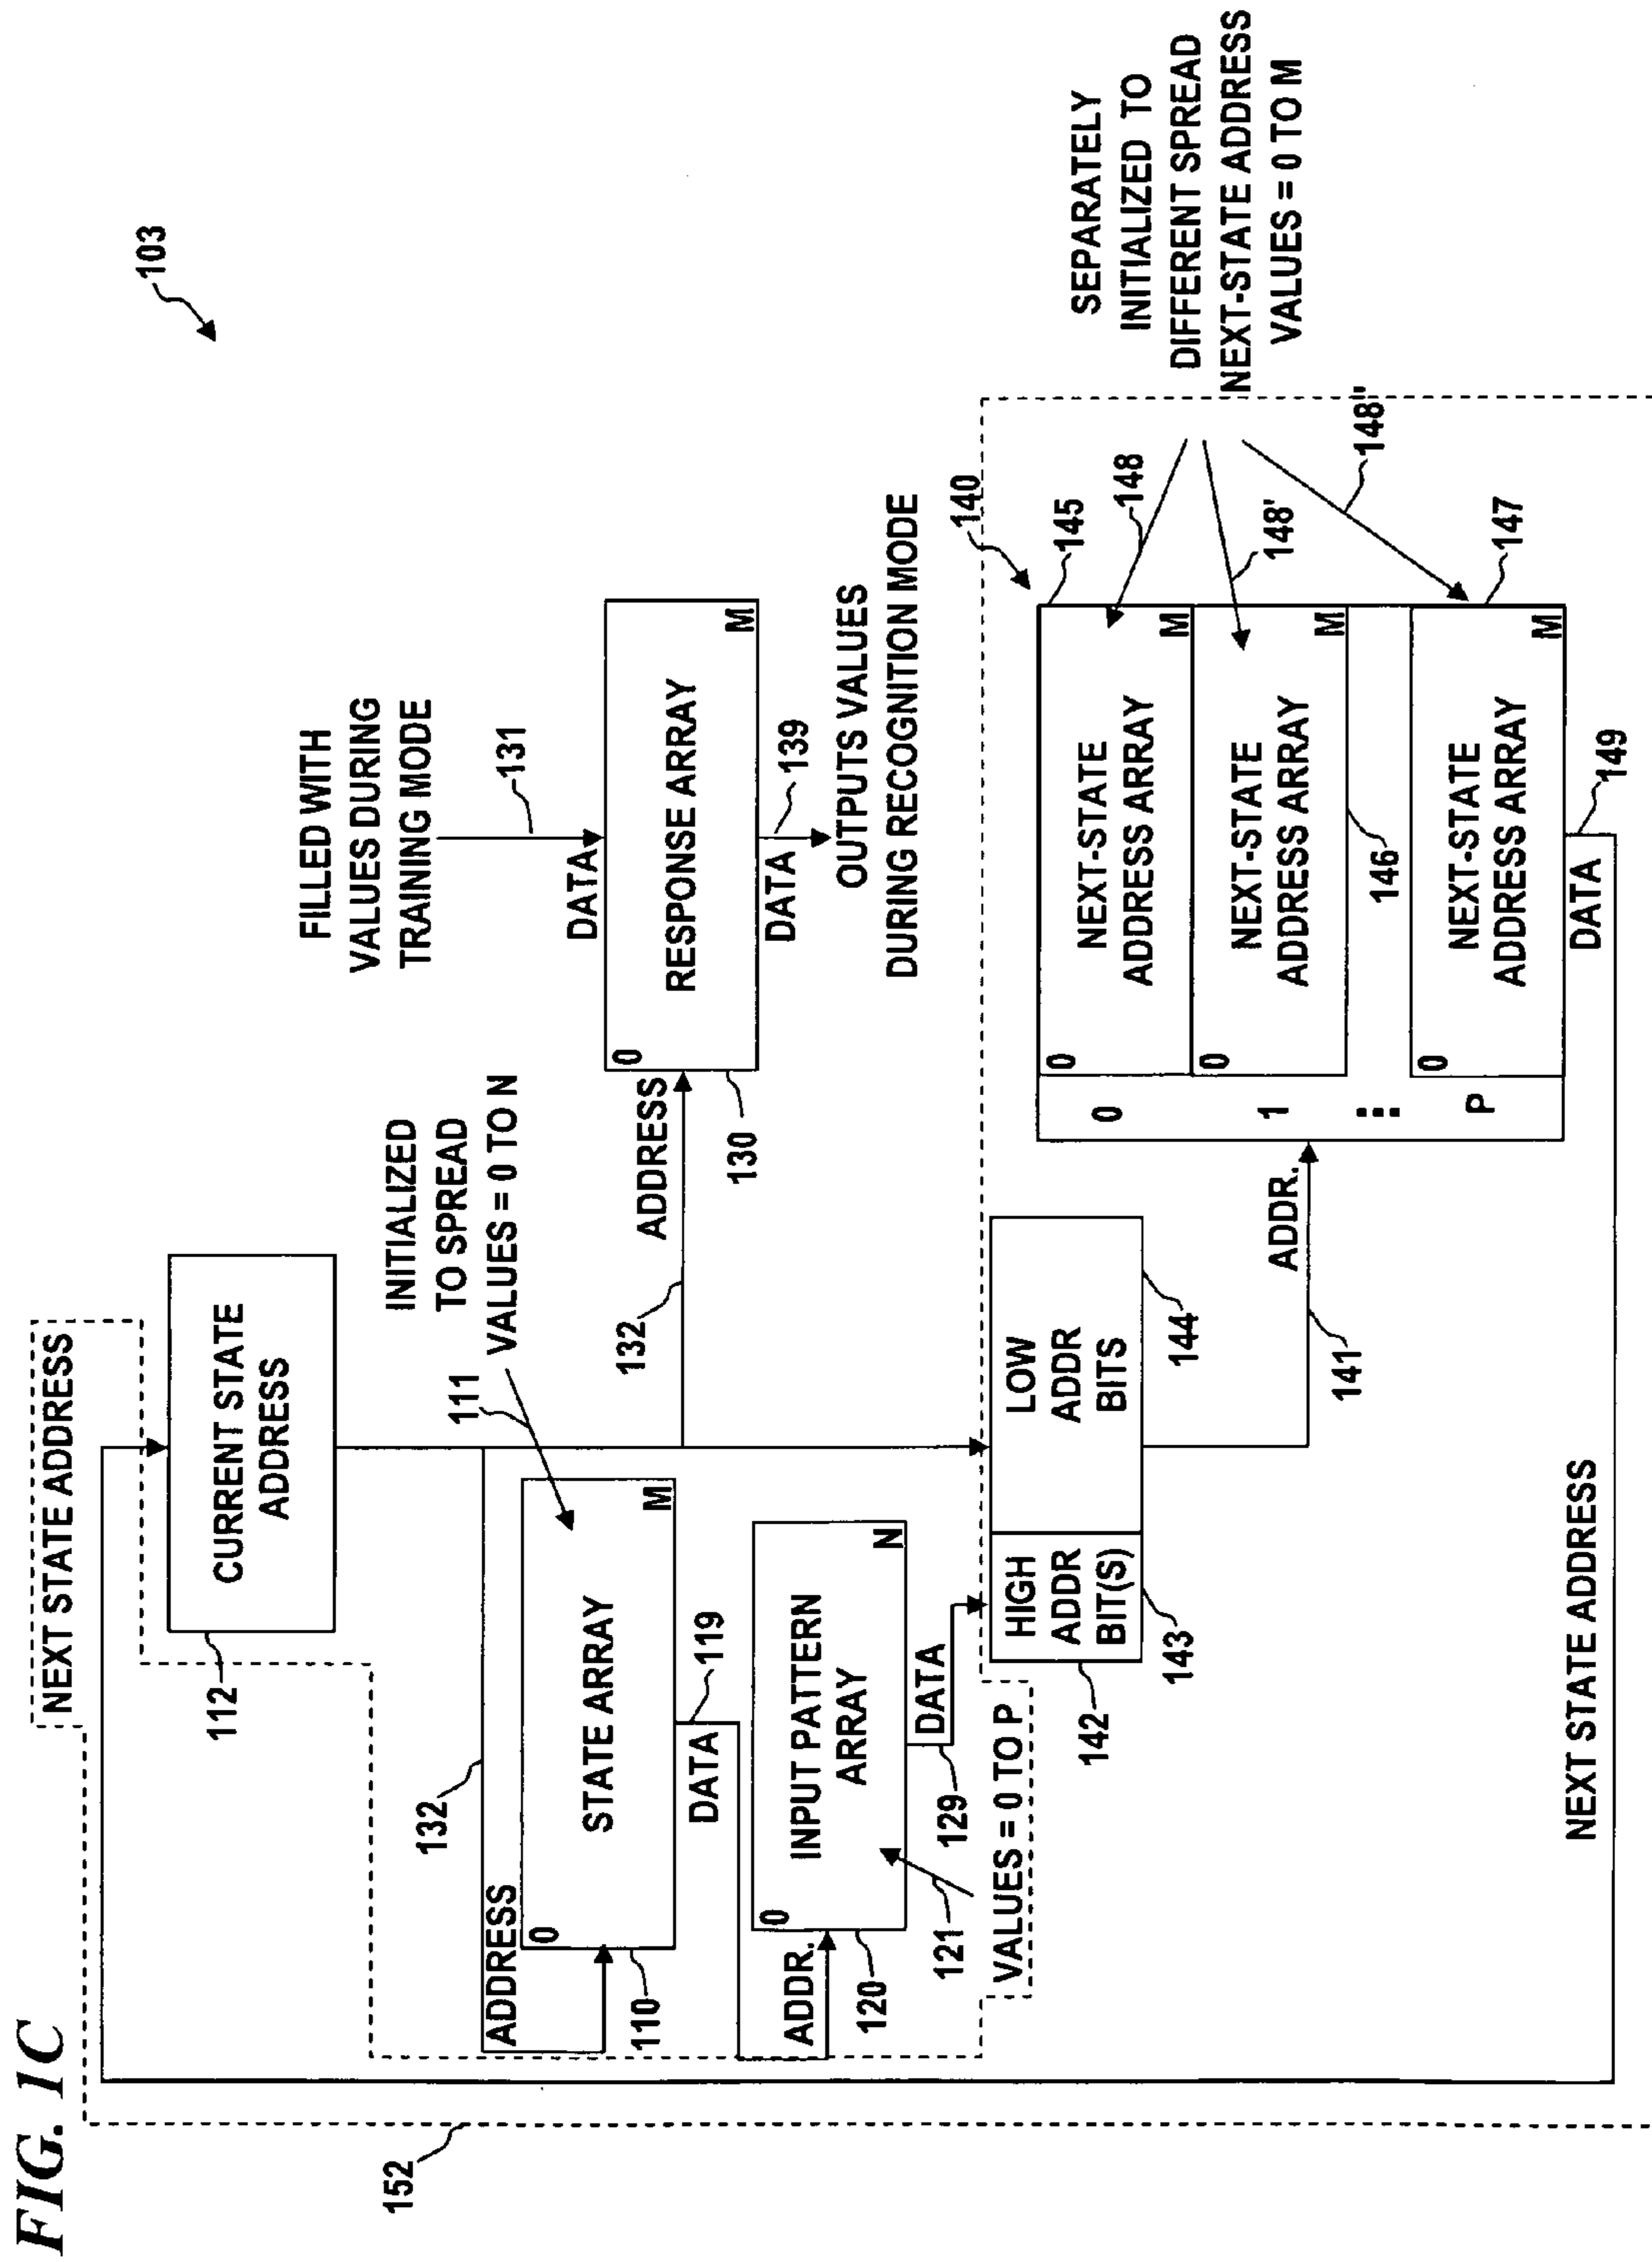 FIG. 1C
103
152
NEXT STATE ADDRESS
112
CURRENT STATE
ADDRESS
FILLED WITH
VALUES DURING
TRAINING MODE
131
INITIALIZED
TO SPREAD
VALUES = 0 TO N
111
132
ADDRESS
0
STATE ARRAY
M
110
DATA
119
132
ADDRESS
DATA
0
RESPONSE ARRAY
M
130
DATA
139
OUTPUTS VALUES
DURING RECOGNITION MODE
ADDR.
0
INPUT PATTERN
ARRAY
N
120
121
129
DATA
VALUES = 0 TO P
142
HIGH
ADDR
BIT(S)
143
LOW
ADDR
BITS
144
141
ADDR.
140
145
0
0
NEXT-STATE
ADDRESS ARRAY
M
148
1
0
NEXT-STATE
ADDRESS ARRAY
M
148'
146
⋮
P
0
NEXT-STATE
ADDRESS ARRAY
M
148"
147
SEPARATELY
INITIALIZED TO
DIFFERENT SPREAD
NEXT-STATE ADDRESS
VALUES = 0 TO M
DATA
149
NEXT STATE ADDRESS